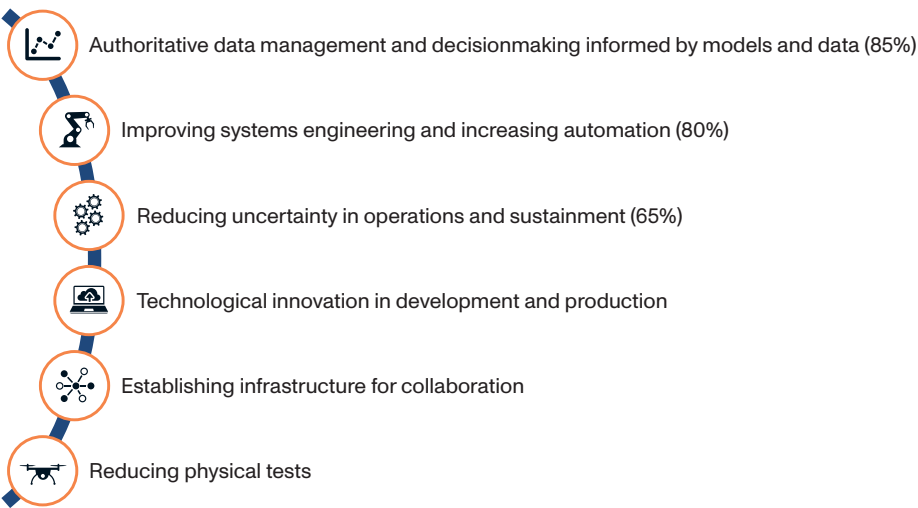 Authoritative data management and decisionmaking informed by models and data (85%)
Improving systems engineering and increasing automation (80%)
Reducing uncertainty in operations and sustainment (65%)
Technological innovation in development and production
Establishing infrastructure for collaboration
Reducing physical tests